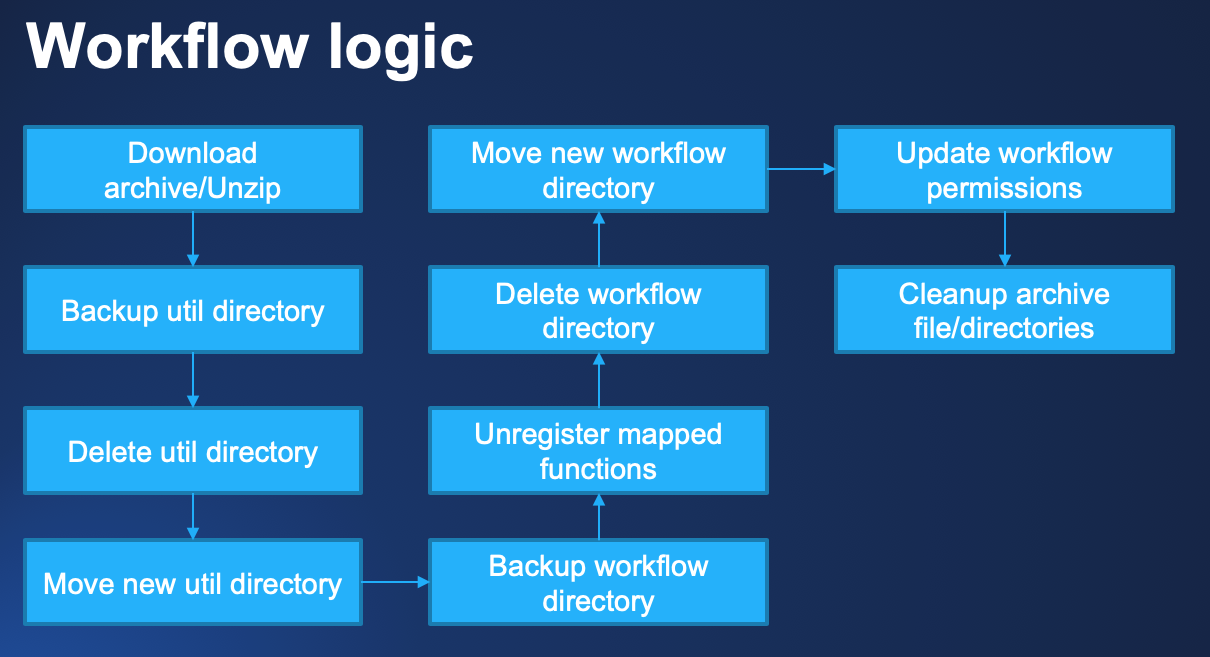 Workflow logic
Download
archive/Unzip
Backup util directory
Delete util directory
Move new util directory
Backup workflow
directory
Unregister mapped
functions
Delete workflow
directory
Move new workflow
directory
Update workflow
permissions
Cleanup archive
file/directories